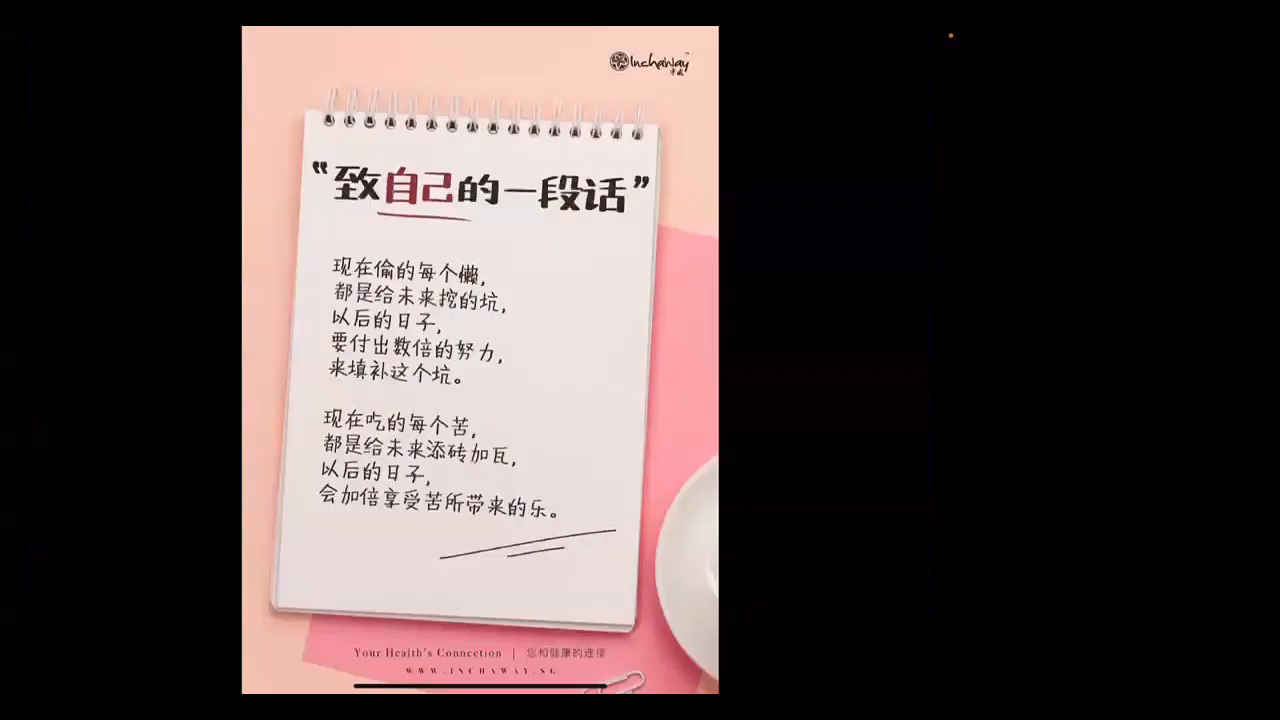 Inchaway
“致自己的一段话”
现在偷的每个懒,
都是给未来挖的坑,
以后的日子,
要付出数倍的努力,
来填补这个坑。
现在吃的每个苦,
都是给未来添砖加瓦,
以后的日子,
会加倍享受苦所带来的乐。
Your Health's Connection | 您和健康的连接
WWW.INCHAWAY.SG